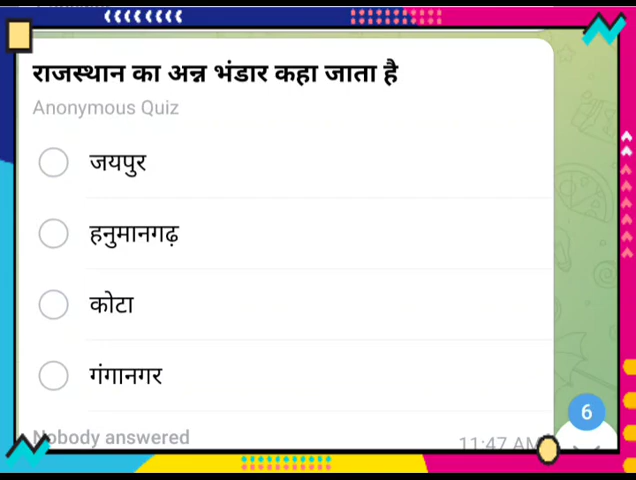 राजस्थान का अन्न भंडार कहा जाता है
Anonymous Quiz
जयपुर
हनुमानगढ़
कोटा
गंगानगर
6
Nobody answered
11:47 AM